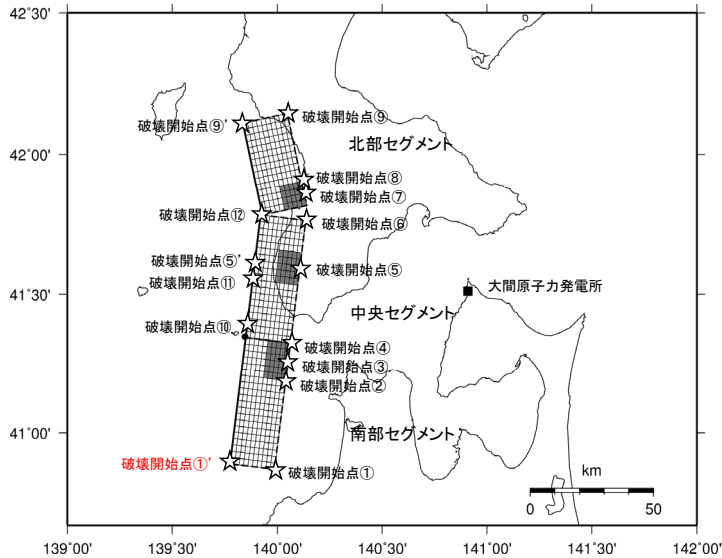 42˚30'
破壊開始点⑨'
破壊開始点⑨
北部セグメント
42˚00'
破壊開始点⑧
破壊開始点⑦
破壊開始点⑫
破壊開始点⑥
破壊開始点⑤'
破壊開始点⑤
破壊開始点⑪
大間原子力発電所
41˚30'
中央セグメント
破壊開始点⑩
破壊開始点④
破壊開始点③
破壊開始点②
41˚00'
南部セグメント
破壊開始点①'
破壊開始点①
km
0 50
139˚00' 139˚30' 140˚00' 140˚30' 141˚00' 141˚30' 142˚00'